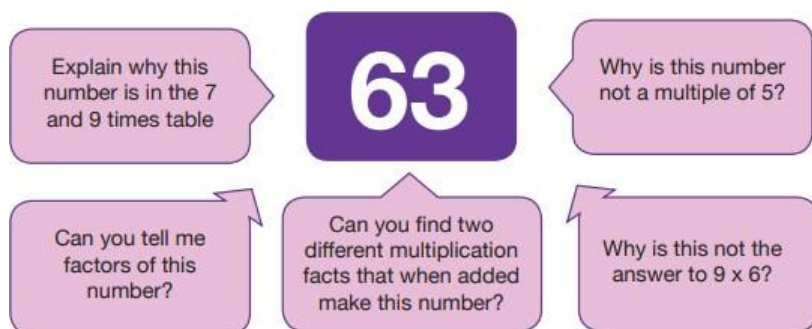 Explain why this
number is in the 7
and 9 times table
63
Why is this number
not a multiple of 5?
Can you tell me
factors of this
number?
Can you find two
different multiplication
facts that when added
make this number?
Why is this not the
answer to 9 x 6?